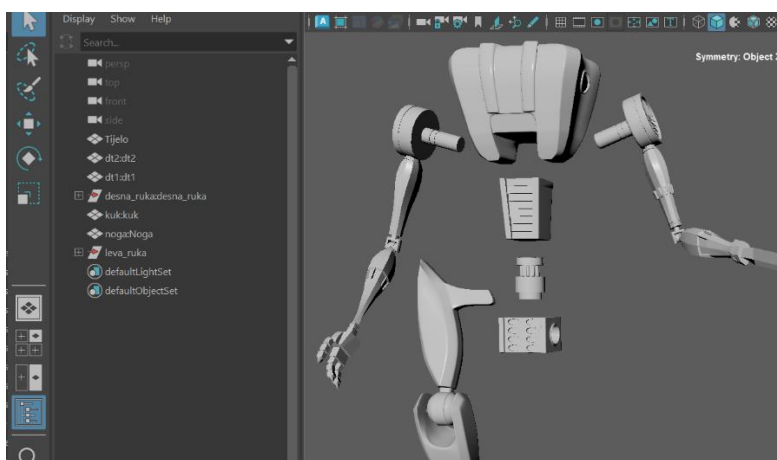 Display Show Help
Search...
persp
top
front
side
Tijelo
dt2:dt2
dt1:dt1
desna_ruka:desna_ruka
kuk:kuk
noga:Noga
leva_ruka
defaultLightSet
defaultObjectSet
Symmetry: Object X